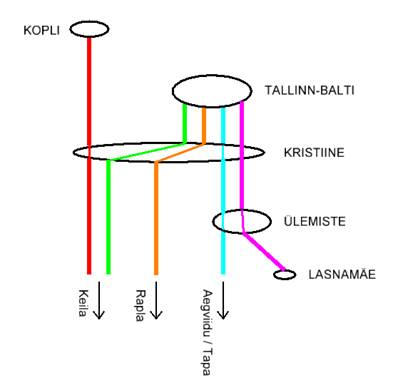 KOPLI
TALLINN-BALTI
KRISTIINE
ÜLEMISTE
LASNAMÄE
Keila
Rapla
Aegviidu / Tapa